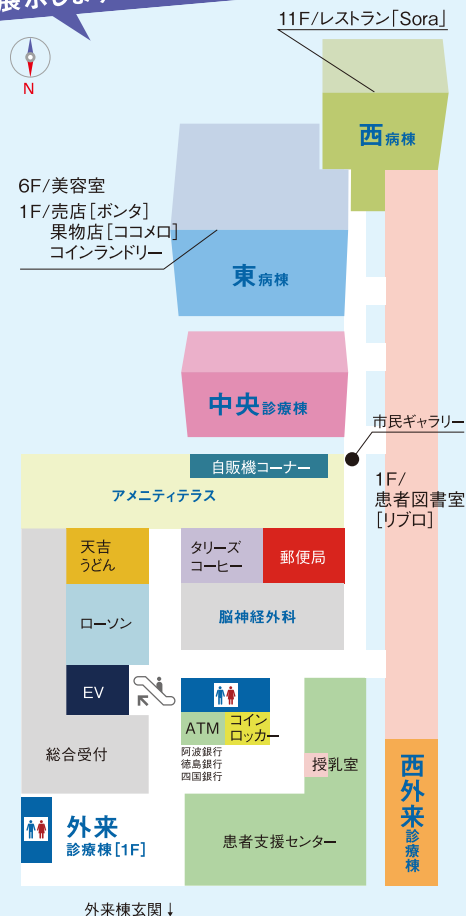 展示します
11F/レストラン「Sora」
N
西病棟
6F/美容室
1F/売店［ボンタ］
果物店［ココメロ］
コインランドリー
東病棟
中央診療棟
市民ギャラリー
自販機コーナー
1F/
患者図書室
［リブロ］
アメニティテラス
天吉
うどん
タリーズ
コーヒー
郵便局
ローソン
脳神経外科
EV
ATM
コイン
ロッカー
阿波銀行
徳島銀行
四国銀行
総合受付
授乳室
西外来診療棟
外来
診療棟［1F］
患者支援センター
外来棟玄関↓